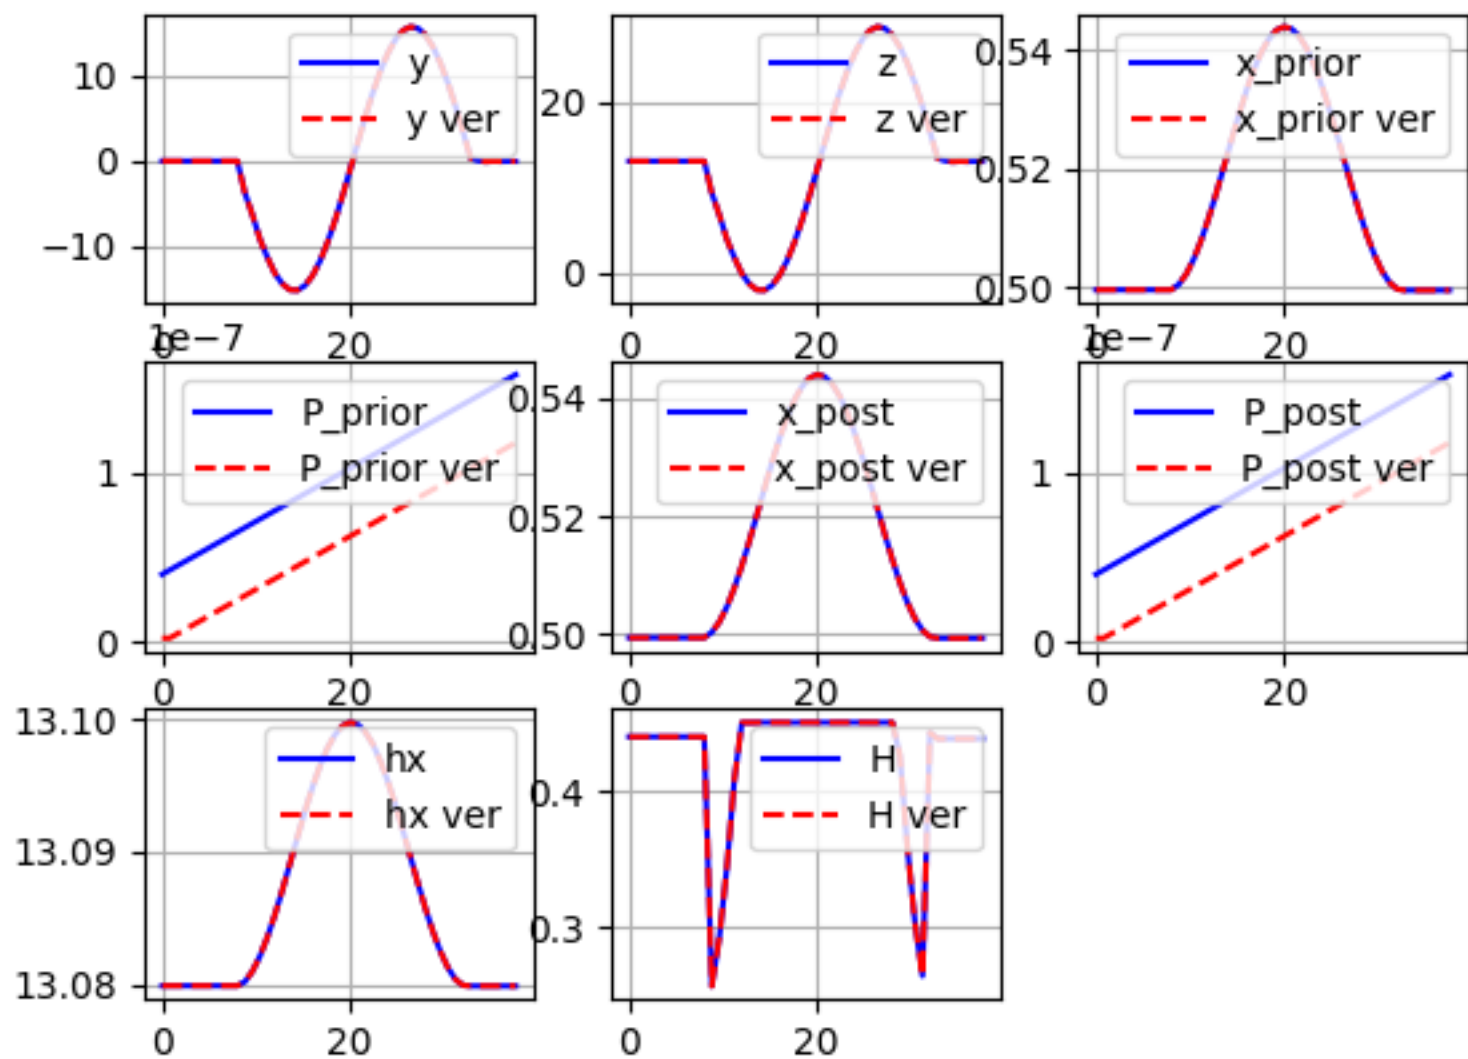 10
0
−10
y
y ver
0
20
20
0
z
z ver
0
20
0.54
0.52
0.50
x_prior
x_prior ver
0
20
1e−7
1
0
P_prior
P_prior ver
0
20
0.54
0.52
0.50
x_post
x_post ver
0
20
1e−7
1
0
P_post
P_post ver
0
20
13.10
13.09
13.08
hx
hx ver
0
20
0.4
0.3
H
H ver
0
20